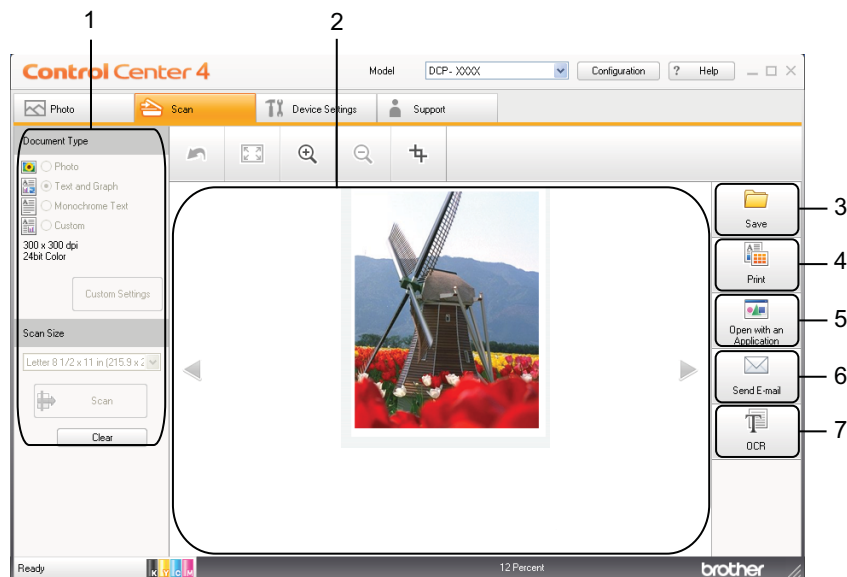 1
2
Control Center 4
Model
DCP- XXXX
Configuration
? Help
Photo
Scan
Device Settings
Support
Document Type
Photo
Text and Graph
Monochrome Text
Custom
300 x 300 dpi
24bit Color
Custom Settings
Scan Size
Letter 8 1/2 x 11 in (215.9 x 2
Scan
Clear
Save
3
Print
4
Open with an
Application
5
Send E-mail
6
OCR
7
Ready
K
Y
C
M
12 Percent
brother